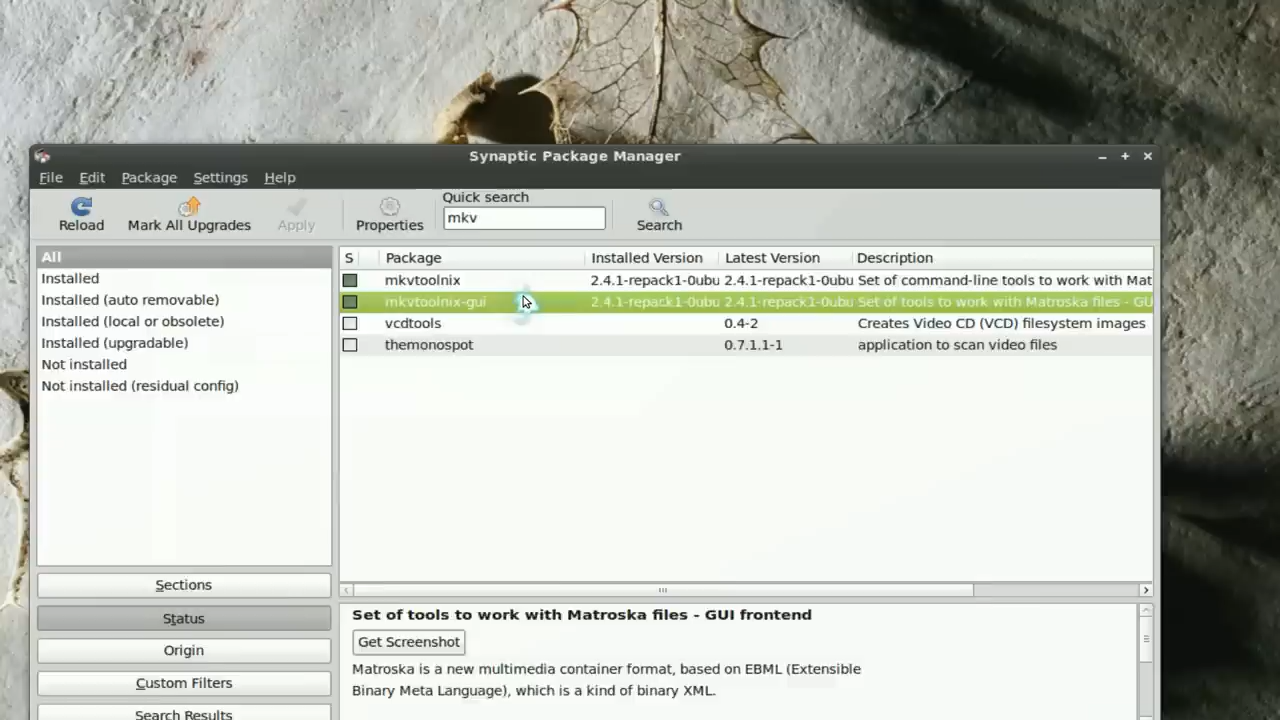 Synaptic Package Manager
File Edit Package Settings Help
Reload Mark All Upgrades Apply Properties Quick search mkv Search
All
Installed
Installed (auto removable)
Installed (local or obsolete)
Installed (upgradable)
Not installed
Not installed (residual config)
Sections
Status
Origin
Custom Filters
Search Results
S Package Installed Version Latest Version Description
mkvtoolnix 2.4.1-repack1-0ubu 2.4.1-repack1-0ubu Set of command-line tools to work with Mat
mkvtoolnix-gui 2.4.1-repack1-0ubu 2.4.1-repack1-0ubu Set of tools to work with Matroska files - GU
vcdtools 0.4-2 Creates Video CD (VCD) filesystem images
themonospot 0.7.1.1-1 application to scan video files
Set of tools to work with Matroska files - GUI frontend
Get Screenshot
Matroska is a new multimedia container format, based on EBML (Extensible
Binary Meta Language), which is a kind of binary XML.